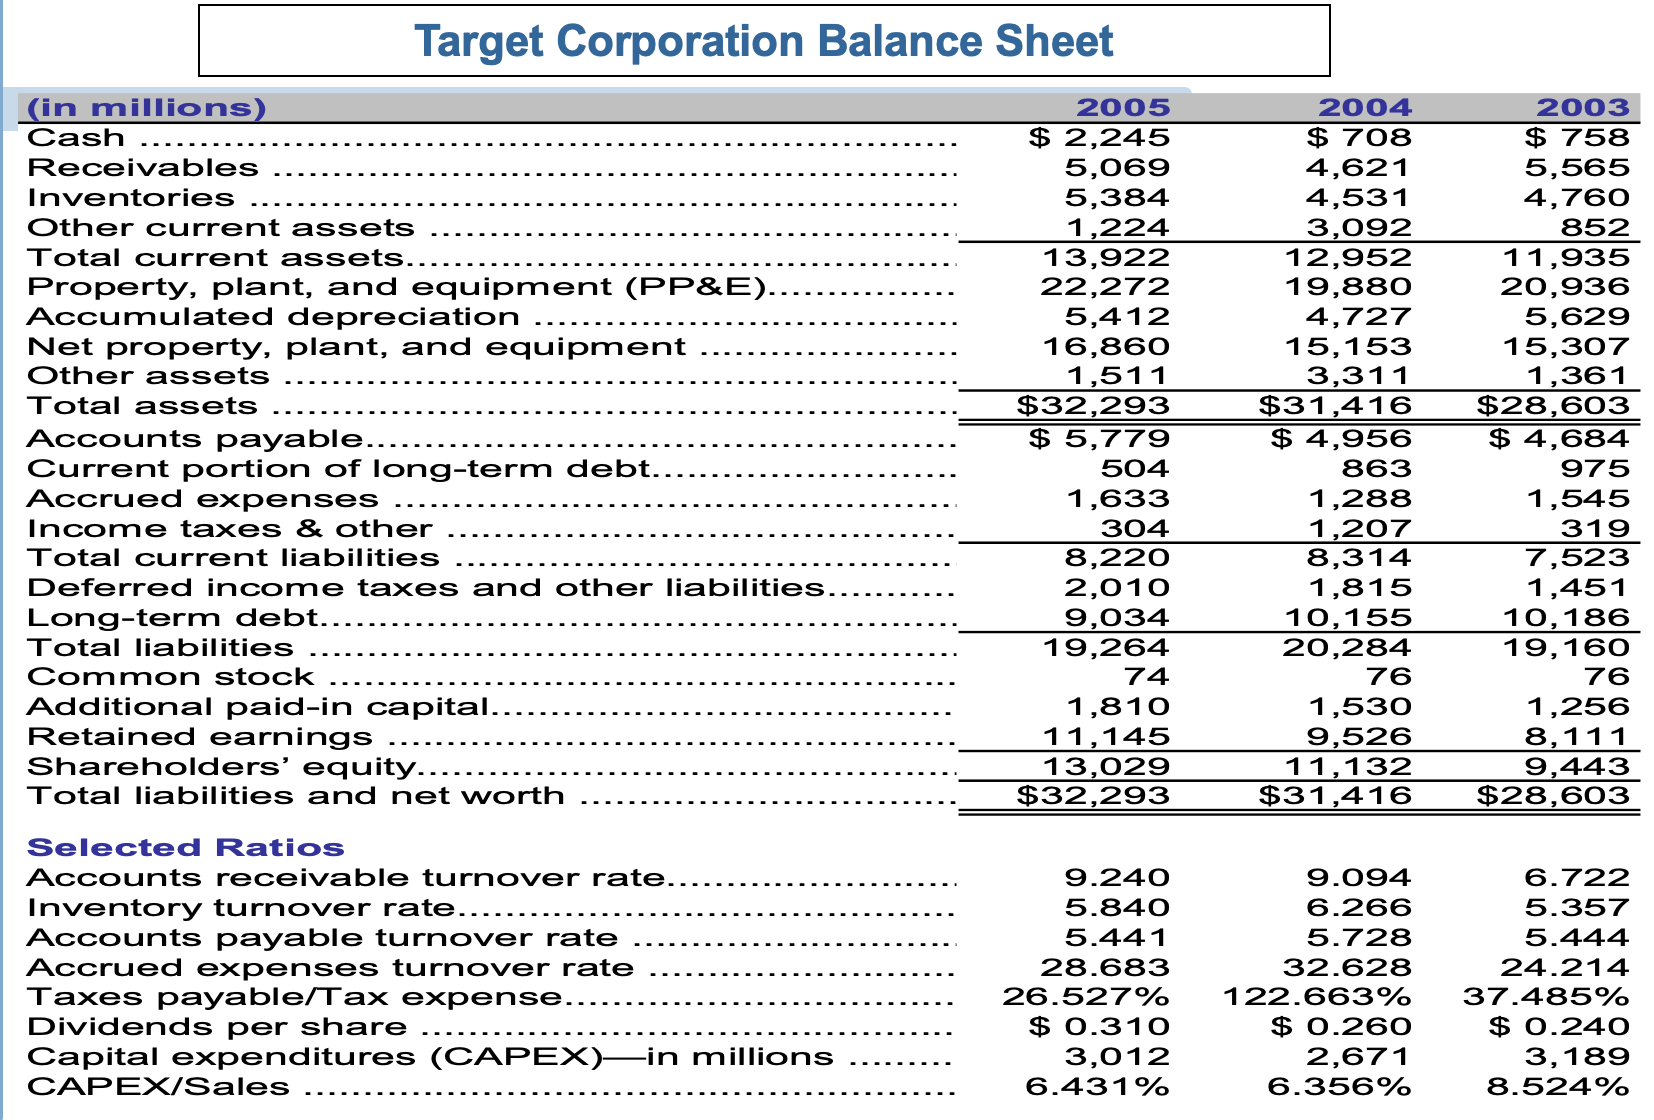 Target Corporation Balance Sheet
(in millions) 2005 2004 2003
Cash ........ $ 2,245 $ 708 $ 758
Receivables ........ 5,069 4,621 5,565
Inventories ........ 5,384 4,531 4,760
Other current assets ........ 1,224 3,092 852
Total current assets........ 13,922 12,952 11,935
Property, plant, and equipment (PP&E)........ 22,272 19,880 20,936
Accumulated depreciation ........ 5,412 4,727 5,629
Net property, plant, and equipment ........ 16,860 15,153 15,307
Other assets ........ 1,511 3,311 1,361
Total assets ........ $32,293 $31,416 $28,603
Accounts payable........ $ 5,779 $ 4,956 $ 4,684
Current portion of long-term debt........ 504 863 975
Accrued expenses ........ 1,633 1,288 1,545
Income taxes & other ........ 304 1,207 319
Total current liabilities ........ 8,220 8,314 7,523
Deferred income taxes and other liabilities........ 2,010 1,815 1,451
Long-term debt........ 9,034 10,155 10,186
Total liabilities ........ 19,264 20,284 19,160
Common stock ........ 74 76 76
Additional paid-in capital........ 1,810 1,530 1,256
Retained earnings ........ 11,145 9,526 8,111
Shareholders’ equity........ 13,029 11,132 9,443
Total liabilities and net worth ........ $32,293 $31,416 $28,603
Selected Ratios
Accounts receivable turnover rate........ 9.240 9.094 6.722
Inventory turnover rate........ 5.840 6.266 5.357
Accounts payable turnover rate ........ 5.441 5.728 5.444
Accrued expenses turnover rate ........ 28.683 32.628 24.214
Taxes payable/Tax expense........ 26.527% 122.663% 37.485%
Dividends per share ........ $ 0.310 $ 0.260 $ 0.240
Capital expenditures (CAPEX)—in millions ........ 3,012 2,671 3,189
CAPEX/Sales ........ 6.431% 6.356% 8.524%